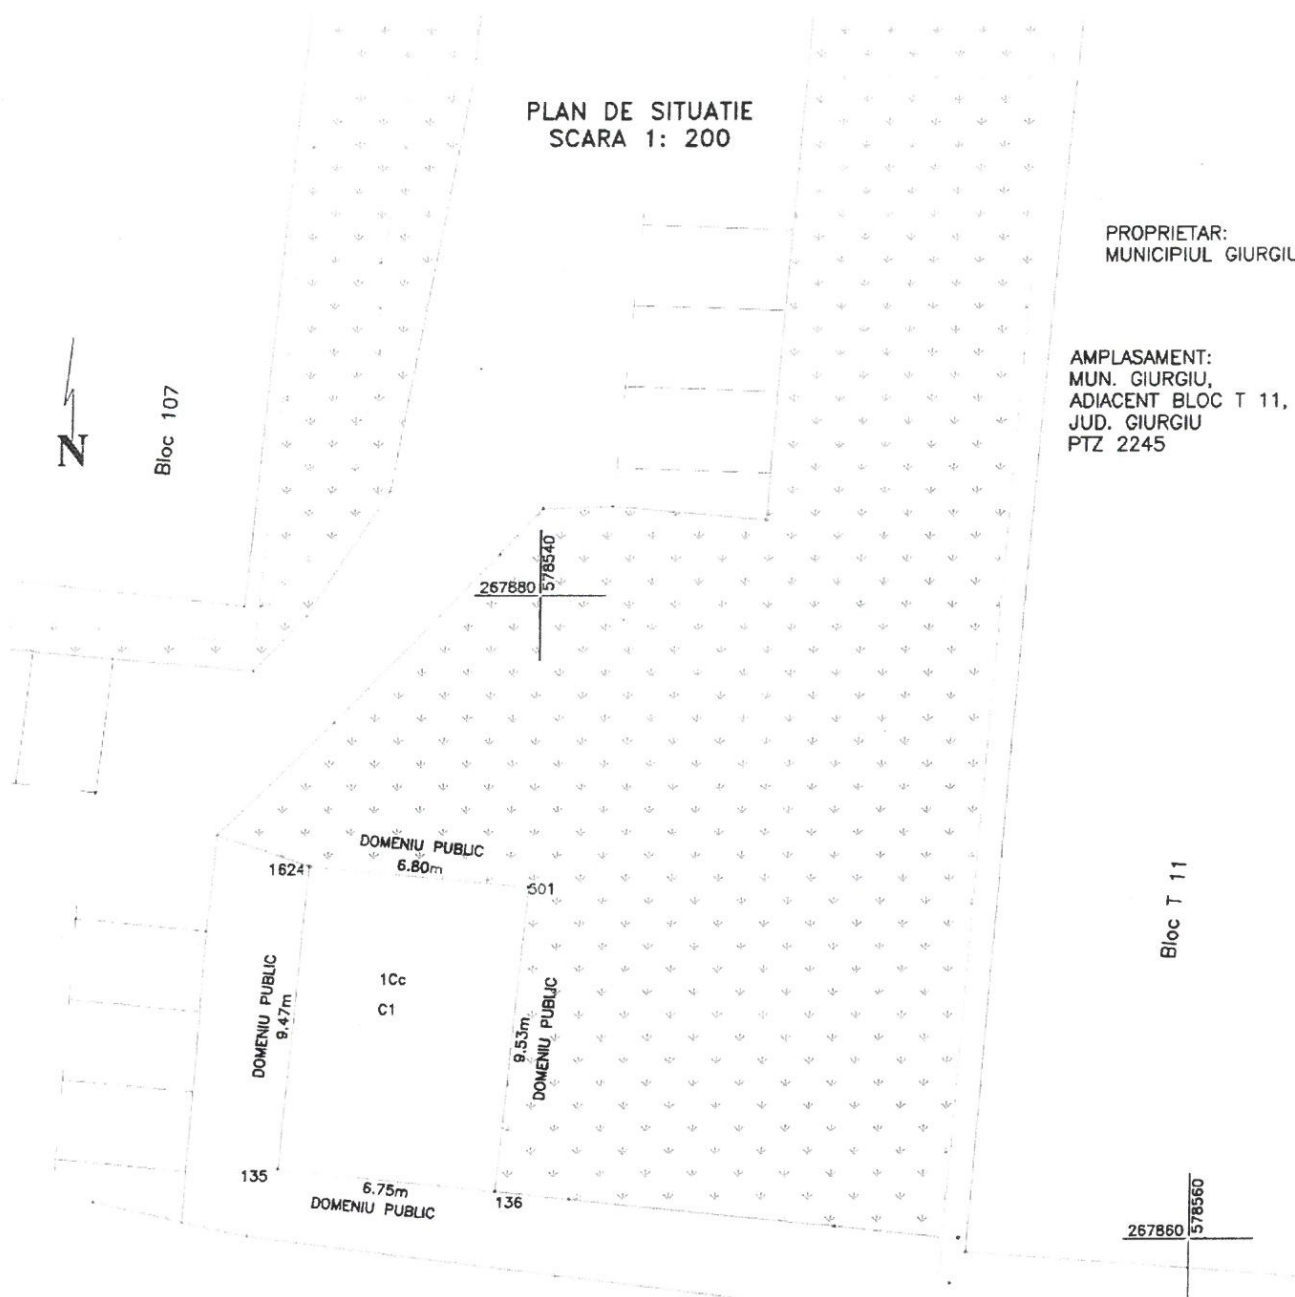 PLAN DE SITUATIE
SCARA 1: 200
PROPRIETAR:
MUNICIPIUL GIURGIU
AMPLASAMENT:
MUN. GIURGIU,
ADIACENT BLOC T 11,
JUD. GIURGIU
PTZ 2245
N
Bloc 107
267880
578540
DOMENIU PUBLIC
6.80m
1624
501
1Cc
C1
DOMENIU PUBLIC
9.47m
9.53m
DOMENIU PUBLIC
135
6.75m
DOMENIU PUBLIC
136
Bloc T 11
267860
578560